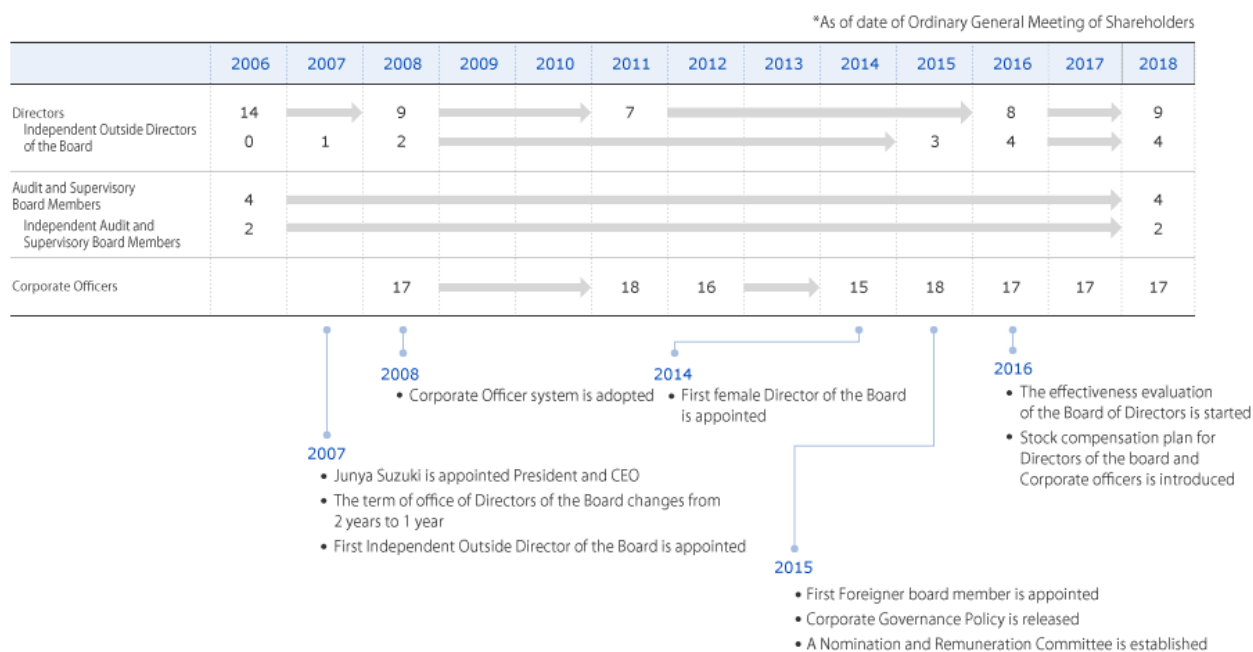 *As of date of Ordinary General Meeting of Shareholders
2006 2007 2008 2009 2010 2011 2012 2013 2014 2015 2016 2017 2018
Directors 14 9 7 8 9
Independent Outside Directors
of the Board 0 1 2 3 4 4
Audit and Supervisory
Board Members 4 4
Independent Audit and
Supervisory Board Members 2 2
Corporate Officers 17 18 16 15 18 17 17 17
2008
• Corporate Officer system is adopted
2014
• First female Director of the Board
is appointed
2016
• The effectiveness evaluation
of the Board of Directors is started
• Stock compensation plan for
Directors of the board and
Corporate officers is introduced
2007
• Junya Suzuki is appointed President and CEO
• The term of office of Directors of the Board changes from
2 years to 1 year
• First Independent Outside Director of the Board is appointed
2015
• First Foreigner board member is appointed
• Corporate Governance Policy is released
• A Nomination and Remuneration Committee is established